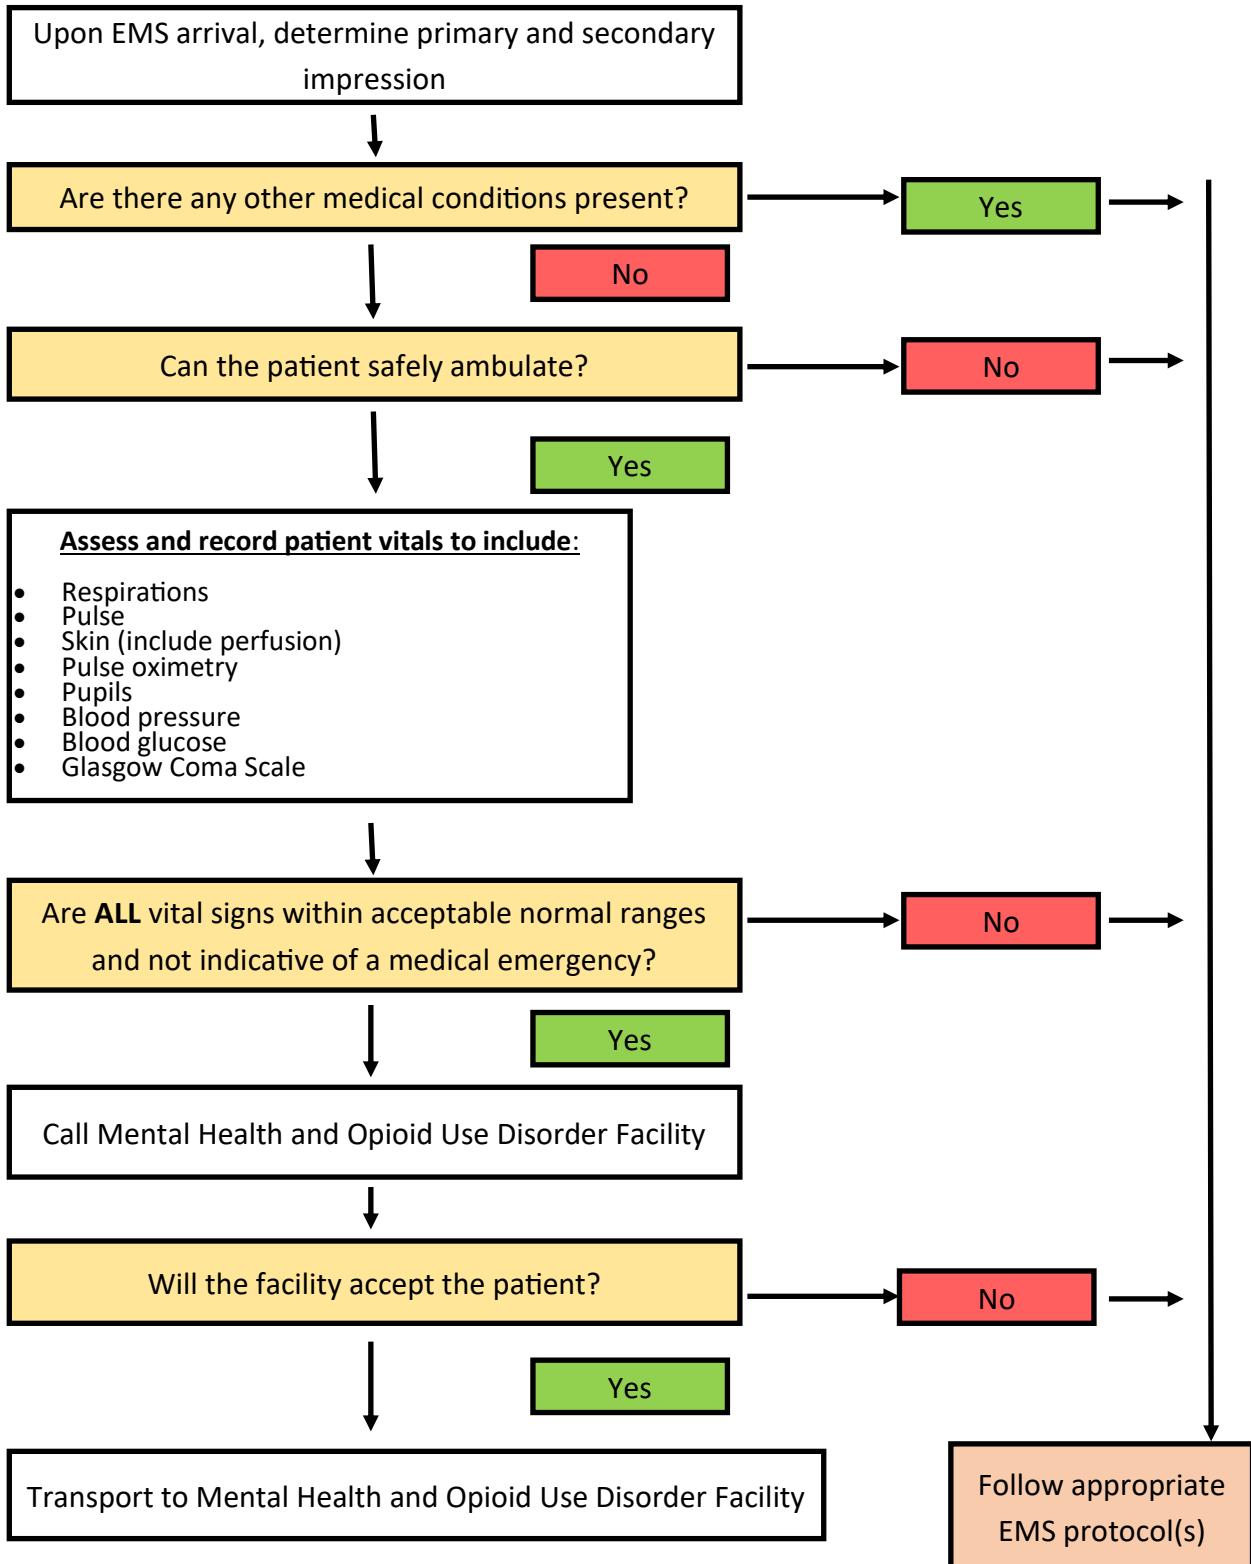 Upon EMS arrival, determine primary and secondary
impression
Are there any other medical conditions present?
Yes
No
Can the patient safely ambulate?
No
Yes
Assess and record patient vitals to include:
• Respirations
• Pulse
• Skin (include perfusion)
• Pulse oximetry
• Pupils
• Blood pressure
• Blood glucose
• Glasgow Coma Scale
Are ALL vital signs within acceptable normal ranges
and not indicative of a medical emergency?
No
Yes
Call Mental Health and Opioid Use Disorder Facility
Will the facility accept the patient?
No
Yes
Transport to Mental Health and Opioid Use Disorder Facility
Follow appropriate
EMS protocol(s)